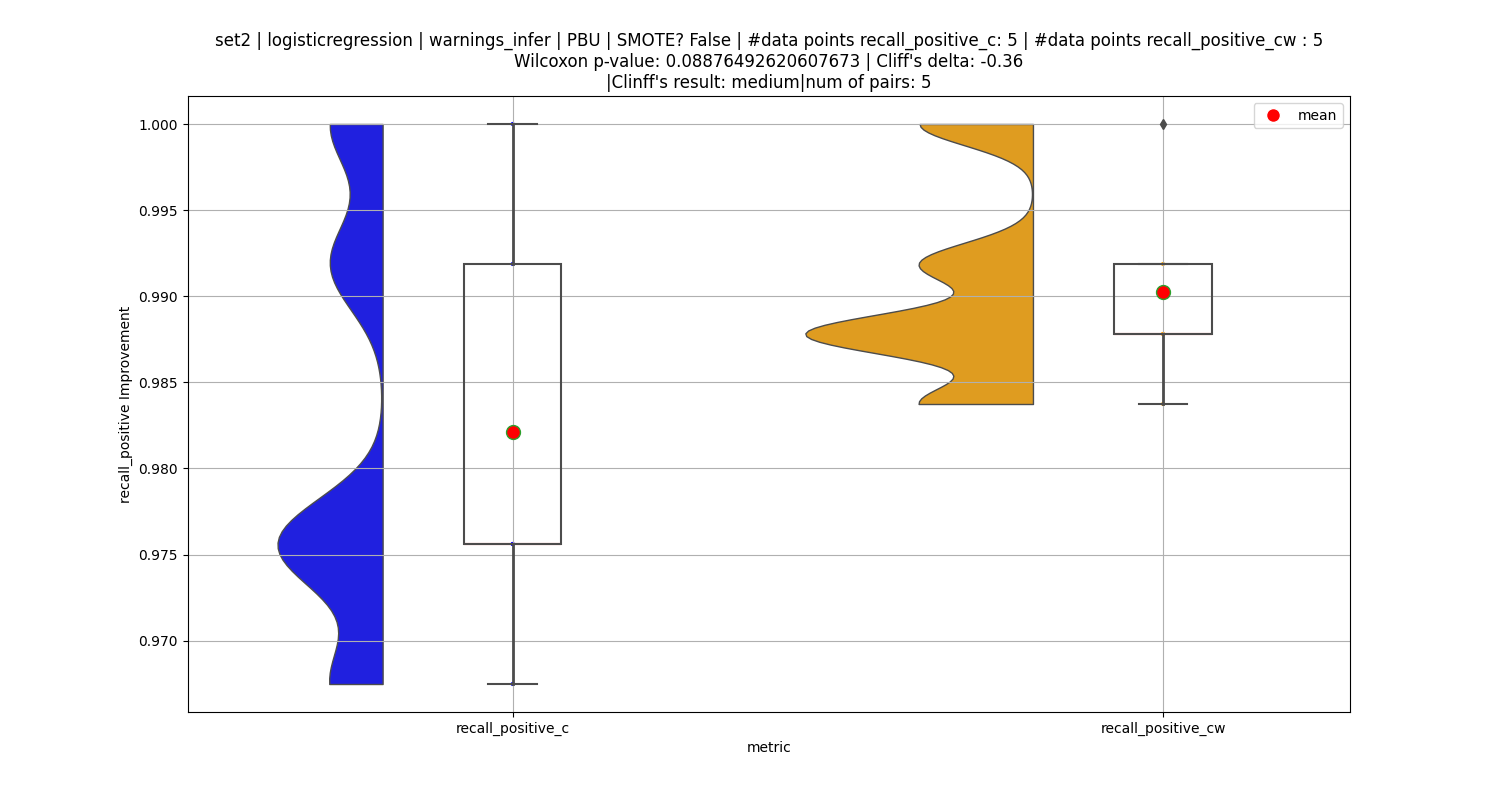 set2 | logisticregression | warnings_infer | PBU | SMOTE? False | #data points recall_positive_c: 5 | #data points recall_positive_cw : 5
Wilcoxon p-value: 0.08876492620607673 | Cliff's delta: -0.36
|Clinff's result: medium|num of pairs: 5
mean
1.000
0.995
0.990
0.985
0.980
0.975
0.970
recall_positive Improvement
recall_positive_c
recall_positive_cw
metric